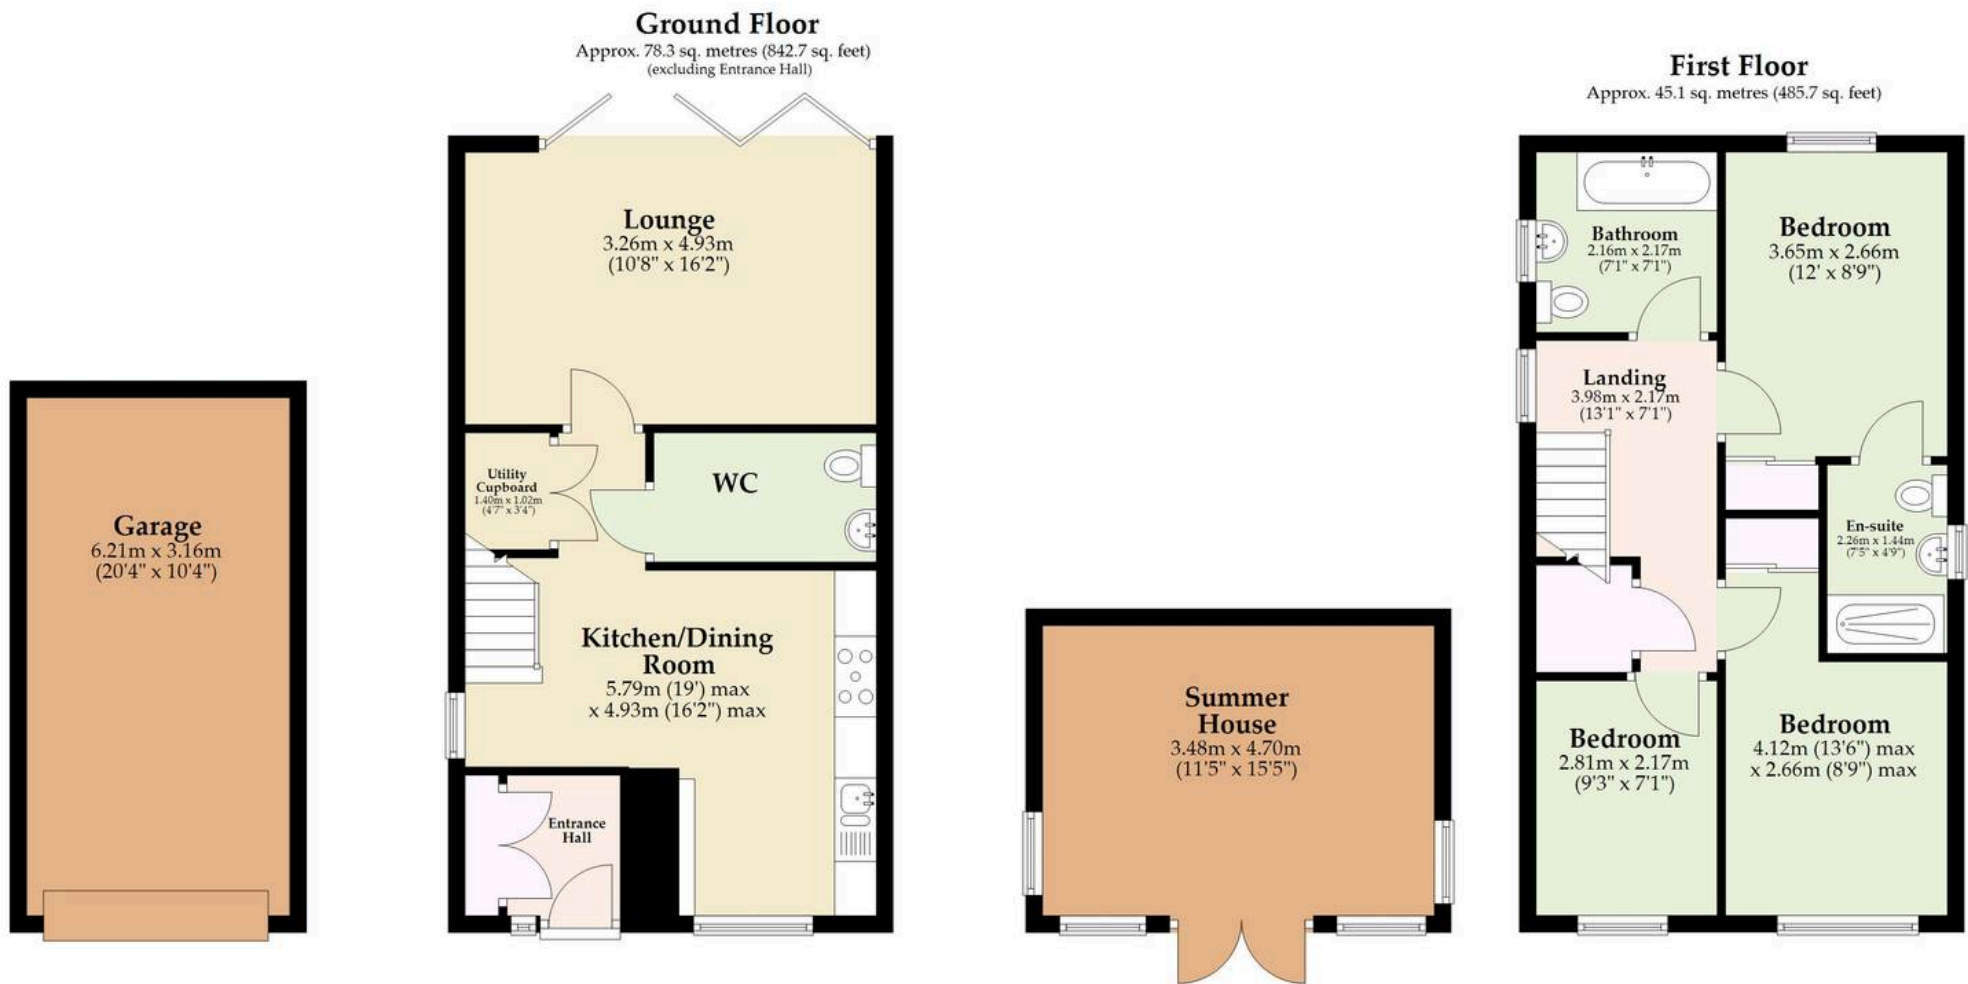 Ground Floor
Approx. 78.3 sq. metres (842.7 sq. feet)
(excluding Entrance Hall)
Lounge
3.26m x 4.93m
(10'8" x 16'2")
Utility
Cupboard
1.40m x 1.02m
(4'7" x 3'4")
WC
Garage
6.21m x 3.16m
(20'4" x 10'4")
Kitchen/Dining
Room
5.79m (19') max
x 4.93m (16'2") max
Entrance
Hall
Summer
House
3.48m x 4.70m
(11'5" x 15'5")
First Floor
Approx. 45.1 sq. metres (485.7 sq. feet)
Bathroom
2.16m x 2.17m
(7'1" x 7'1")
Bedroom
3.65m x 2.66m
(12' x 8'9")
Landing
3.98m x 2.17m
(13'1" x 7'1")
En-suite
2.26m x 1.44m
(7'5" x 4'9")
Bedroom
2.81m x 2.17m
(9'3" x 7'1")
Bedroom
4.12m (13'6") max
x 2.66m (8'9") max